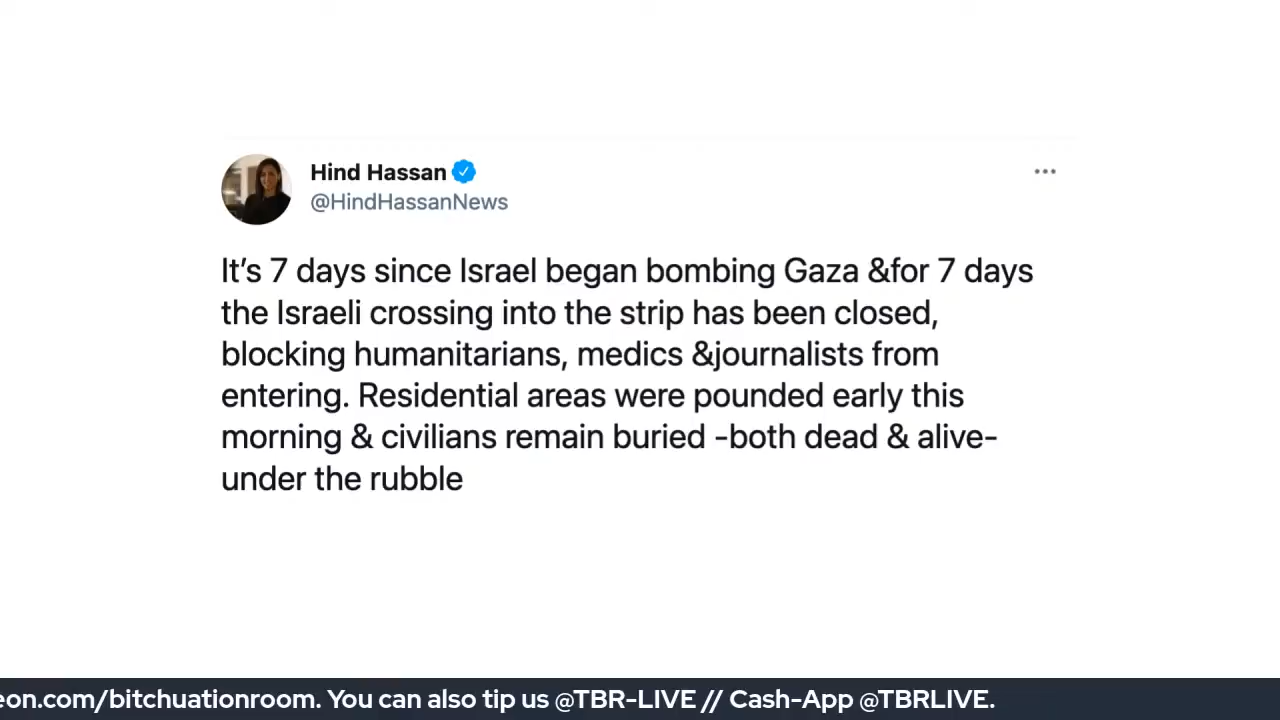 Hind Hassan
@HindHassanNews
It’s 7 days since Israel began bombing Gaza &for 7 days
the Israeli crossing into the strip has been closed,
blocking humanitarians, medics &journalists from
entering. Residential areas were pounded early this
morning & civilians remain buried -both dead & alive-
under the rubble
eon.com/bitchuationroom. You can also tip us @TBR-LIVE // Cash-App @TBRLIVE.